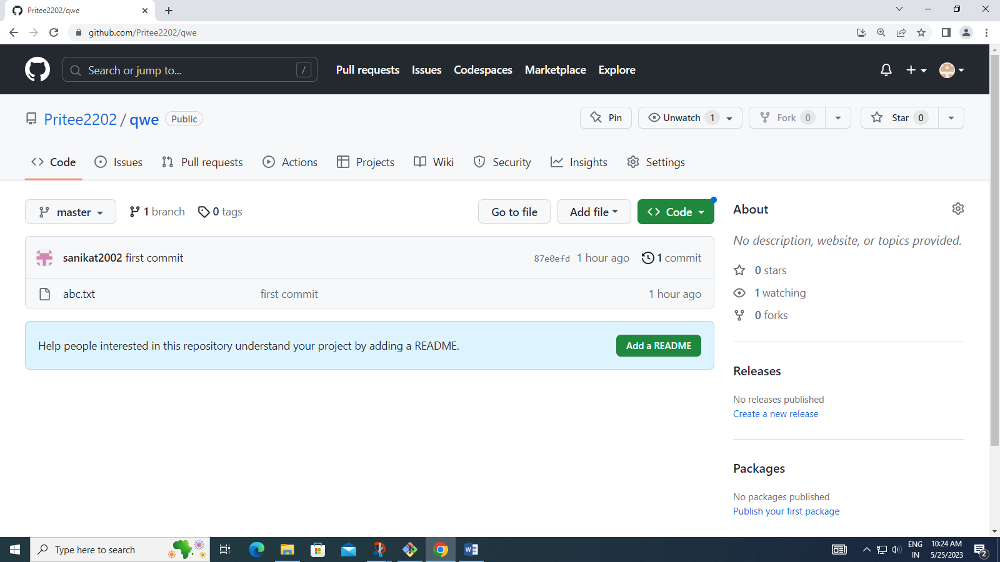 Pritee2202/qwe
github.com/Pritee2202/qwe
Search or jump to... / Pull requests Issues Codespaces Marketplace Explore
Pritee2202 / qwe Public Pin Unwatch 1 Fork 0 Star 0
Code Issues Pull requests Actions Projects Wiki Security Insights Settings
master 1 branch 0 tags Go to file Add file Code
sanikat2002 first commit 87e0efd 1 hour ago 1 commit
abc.txt first commit 1 hour ago
Help people interested in this repository understand your project by adding a README. Add a README
About
No description, website, or topics provided.
0 stars
1 watching
0 forks
Releases
No releases published
Create a new release
Packages
No packages published
Publish your first package
Type here to search
ENG
IN
10:24 AM
5/25/2023
2